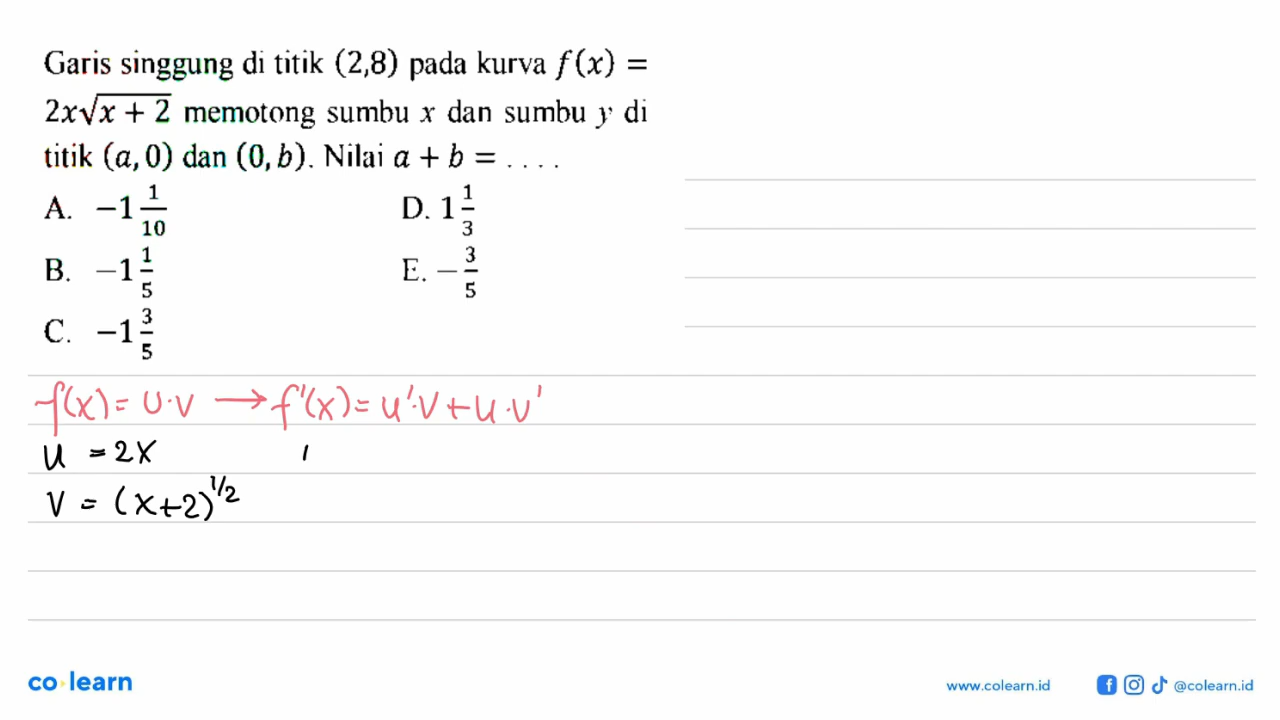 Garis singgung di titik (2,8) pada kurva f(x) =
2x√(x + 2) memotong sumbu x dan sumbu y di
titik (a, 0) dan (0, b). Nilai a + b = . . . .
A. −1 1/10
D. 1 1/3
B. −1 1/5
E. − 3/5
C. −1 3/5
f(x) = u·v → f'(x) = u'·v + u·v'
u = 2x
v = (x+2)^1/2
co learn
www.colearn.id
@colearn.id